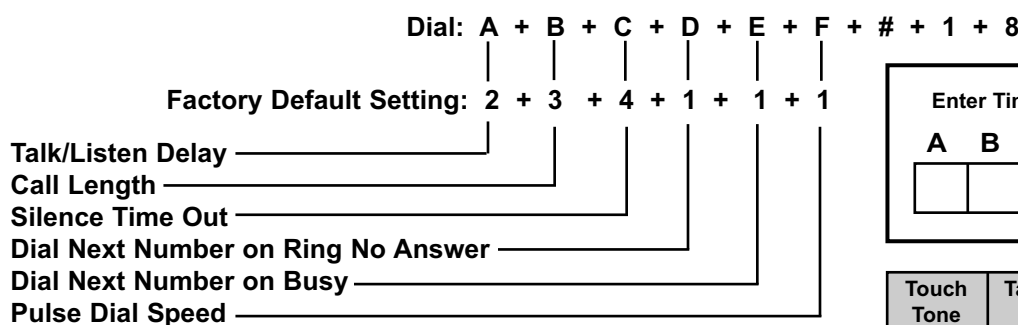 Dial: A + B + C + D + E + F + # + 1 + 8
Factory Default Setting: 2 + 3 + 4 + 1 + 1 + 1
Talk/Listen Delay
Call Length
Silence Time Out
Dial Next Number on Ring No Answer
Dial Next Number on Busy
Pulse Dial Speed
Enter
A B
Touch
Tone